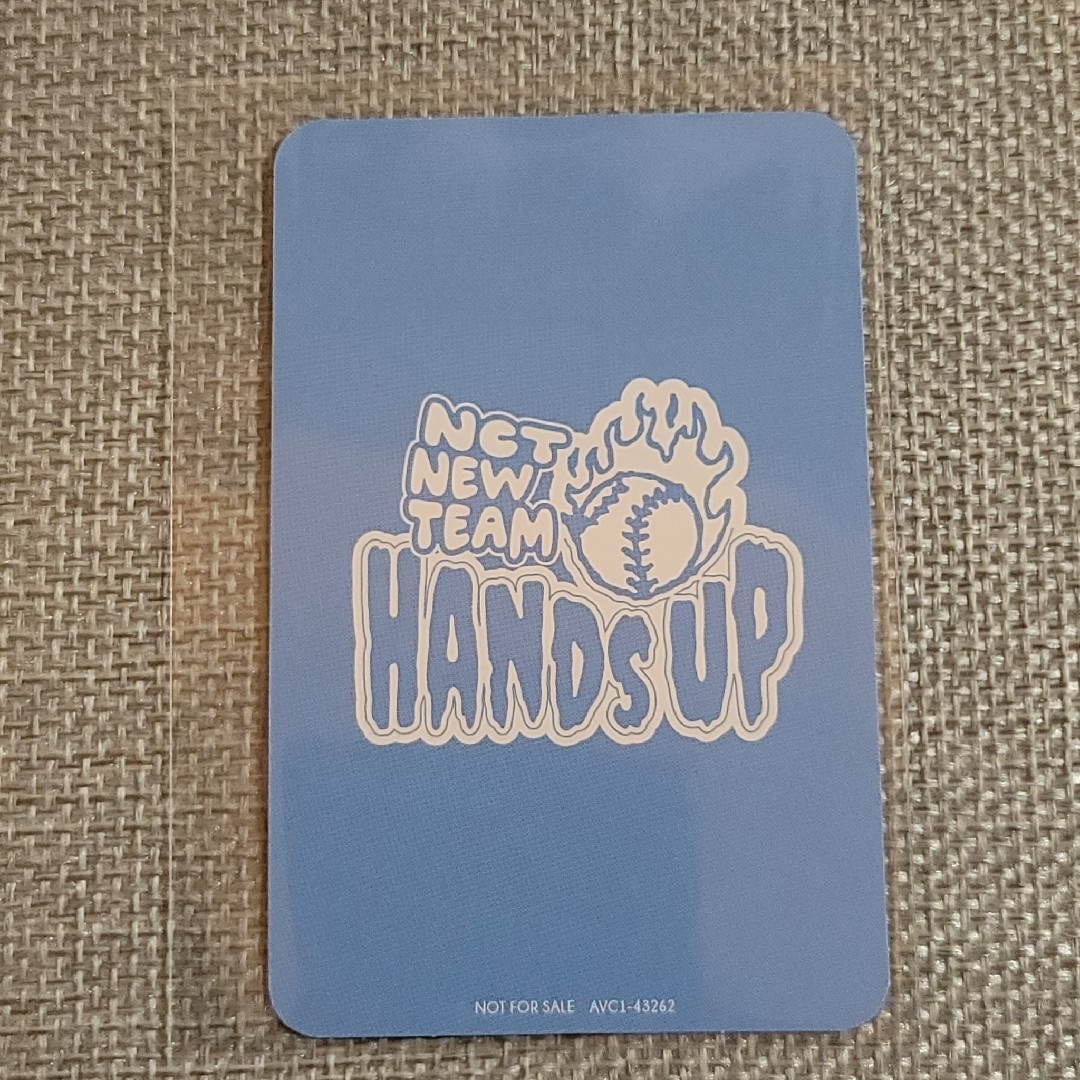 NCT
NEW
TEAM
HANDS UP
NOT FOR SALE AVC1-43262